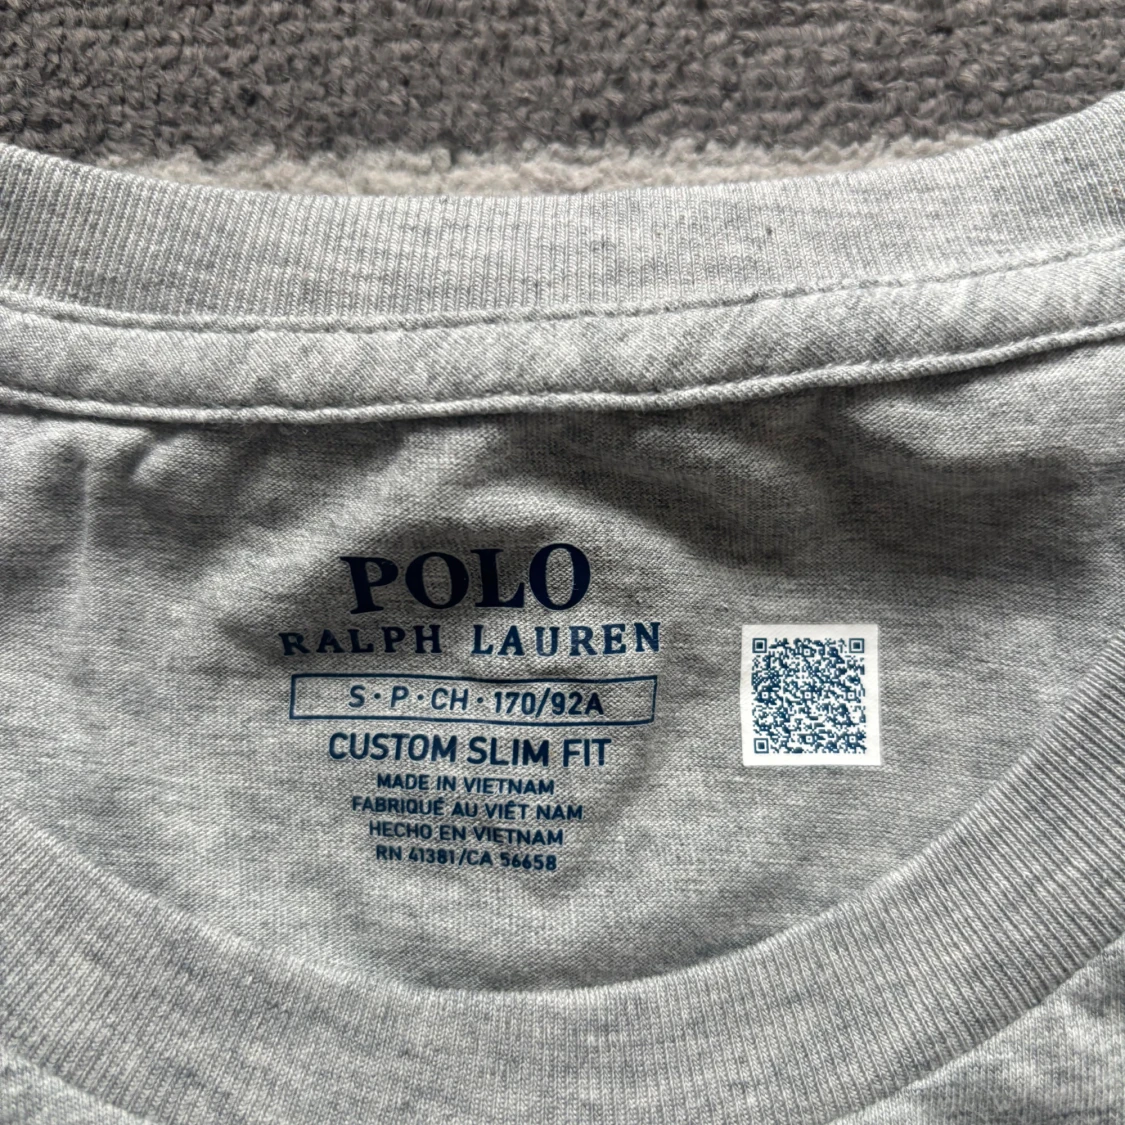 POLO
RALPH LAUREN
S · P · CH · 170/92A
CUSTOM SLIM FIT
MADE IN VIETNAM
FABRIQUÉ AU VIÊT NAM
HECHO EN VIETNAM
RN 41381/CA 56658